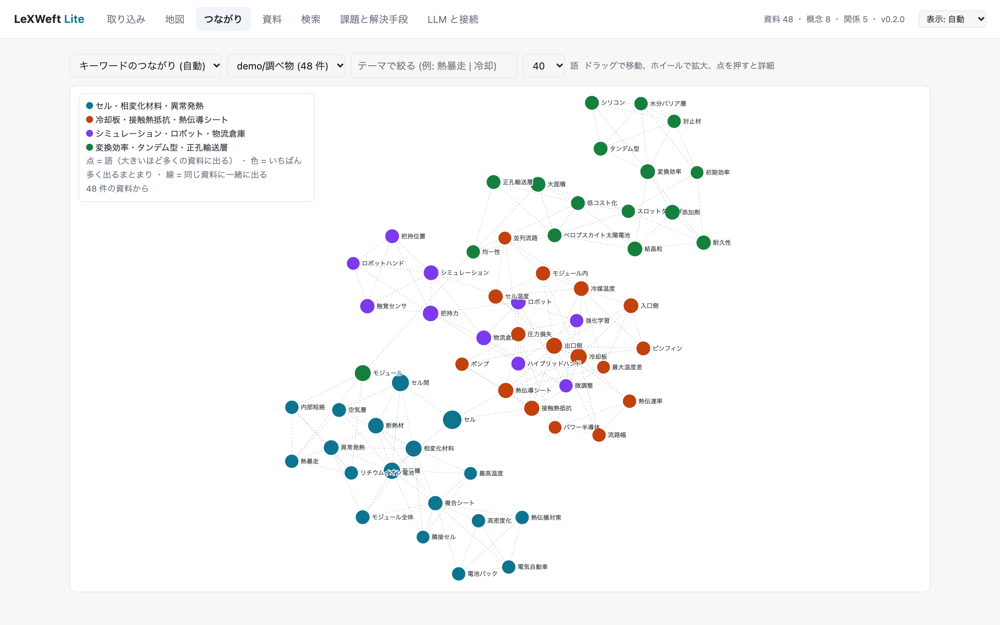 LeXWeft Lite 取り込み 地図 つながり 資料 検索 課題と解決手段 LLM と接続 資料 48 ・ 概念 8 ・ 関係 5 ・ v0.2.0 表示: 自動
キーワードのつながり (自動) demo/調べ物 (48 件) テーマで絞る (例: 熱暴走 | 冷却) 40 語 ドラッグで移動、ホイールで拡大、点を押すと詳細
セル・相変化材料・異常発熱
冷却板・接触熱抵抗・熱伝導シート
シミュレーション・ロボット・物流倉庫
変換効率・タンデム型・正孔輸送層
点 = 語（大きいほど多くの資料に出る） ・ 色 = いちばん
多く出るまとまり ・ 線 = 同じ資料に一緒に出る
48 件の資料から
シリコン
水分バリア層
封止材
タンデム型
変換効率
初期効率
正孔輸送層
大面積
低コスト化
スロット
添加剤
把持位置
並列流路
ペロブスカイト太陽電池
耐久性
結晶粒
均一性
ロボットハンド
シミュレーション
モジュール内
冷媒温度
セル温度
ロボット
入口側
触覚センサ
把持力
強化学習
圧力損失
物流倉
出口側
ピンフィン
冷却板
ポンプ
ハイブリッドハンド
最大温度差
モジュール
セル間
微調整
熱伝導シート
熱伝達率
内部短絡
空気層
接触熱抵抗
セル
断熱材
パワー半導体
流路幅
異常発熱
相変化材料
熱暴走
リチウムイオン電池
最高温度
複合シート
モジュール全体
高密度化
熱伝播対策
隣接セル
電気自動車
電池パック